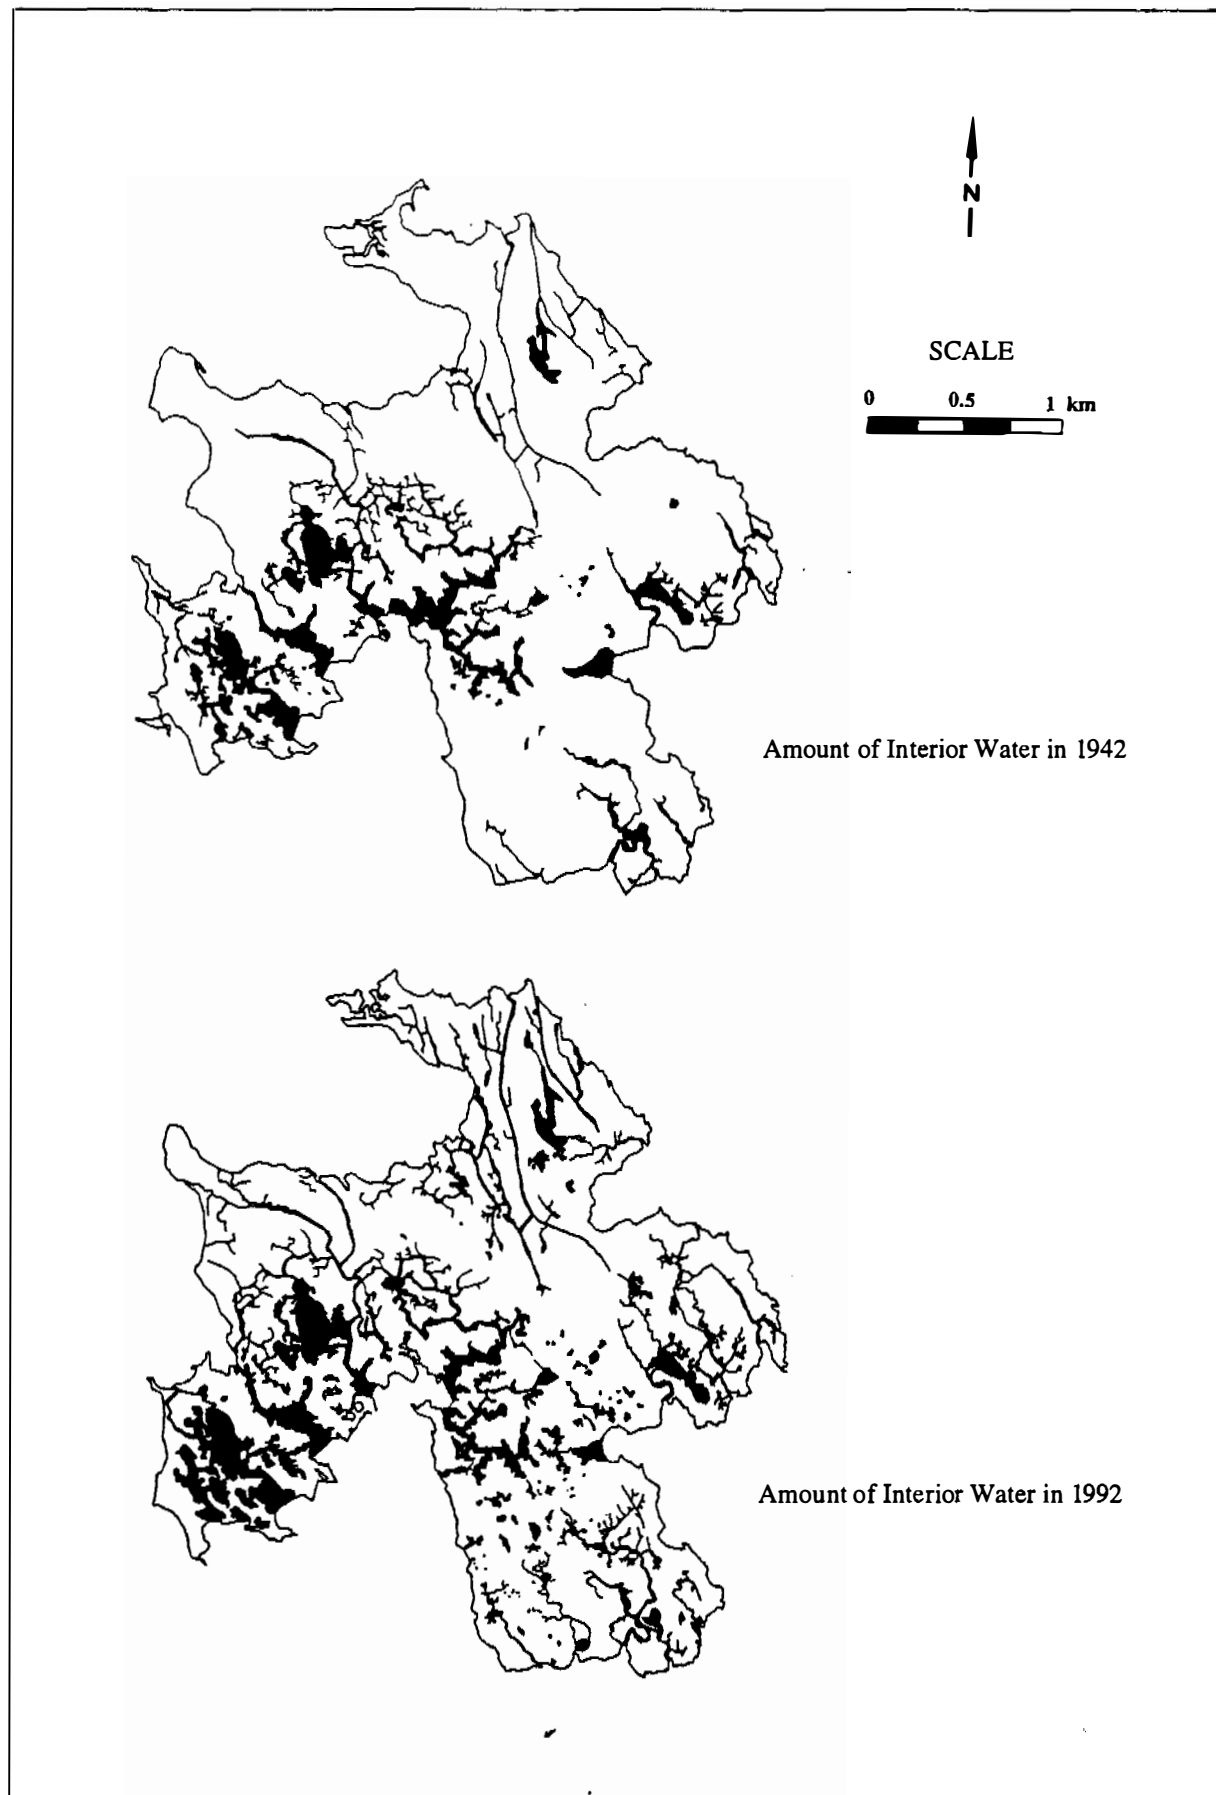 N
SCALE
0 0.5 1 km
Amount of Interior Water in 1942
Amount of Interior Water in 1992